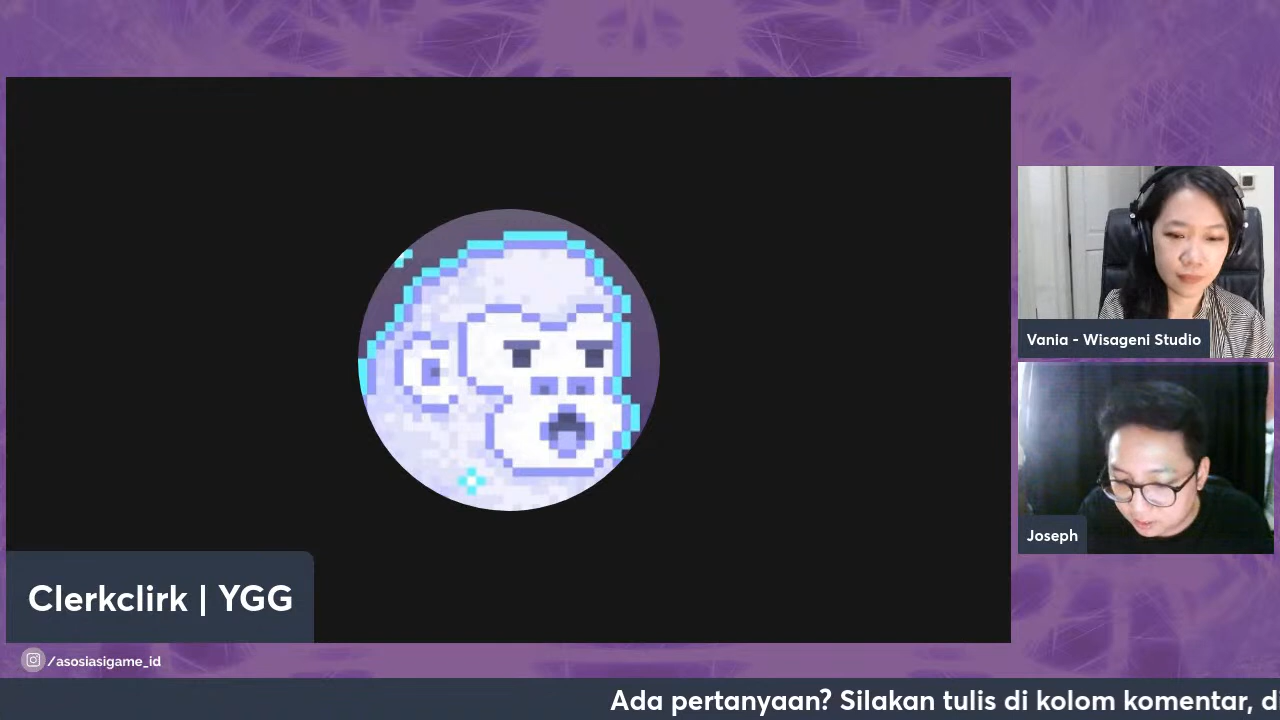 Vania - Wisageni Studio
Joseph
Clerkclirk | YGG
/asosiasigame_id
Ada pertanyaan? Silakan tulis di kolom komentar, d